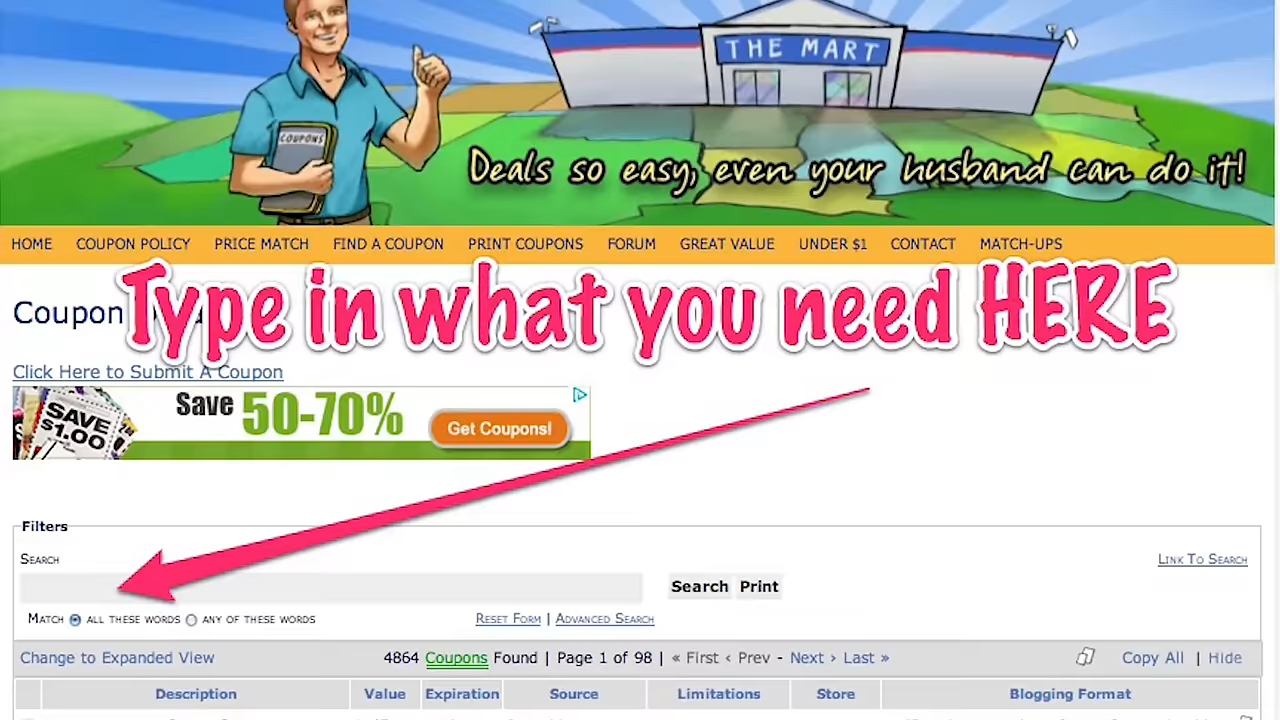 THE MART
COUPONS
Deals so easy, even your husband can do it!
HOME COUPON POLICY PRICE MATCH FIND A COUPON PRINT COUPONS FORUM GREAT VALUE UNDER $1 CONTACT MATCH-UPS
Type in what you need HERE
Coupon
Click Here to Submit A Coupon
SAVE $1.00
Save 50-70%
Get Coupons!
Filters
SEARCH
LINK TO SEARCH
Search Print
MATCH ALL THESE WORDS ANY OF THESE WORDS
RESET FORM | ADVANCED SEARCH
Change to Expanded View 4864 Coupons Found | Page 1 of 98 | « First ‹ Prev - Next › Last » Copy All | Hide
Description Value Expiration Source Limitations Store Blogging Format